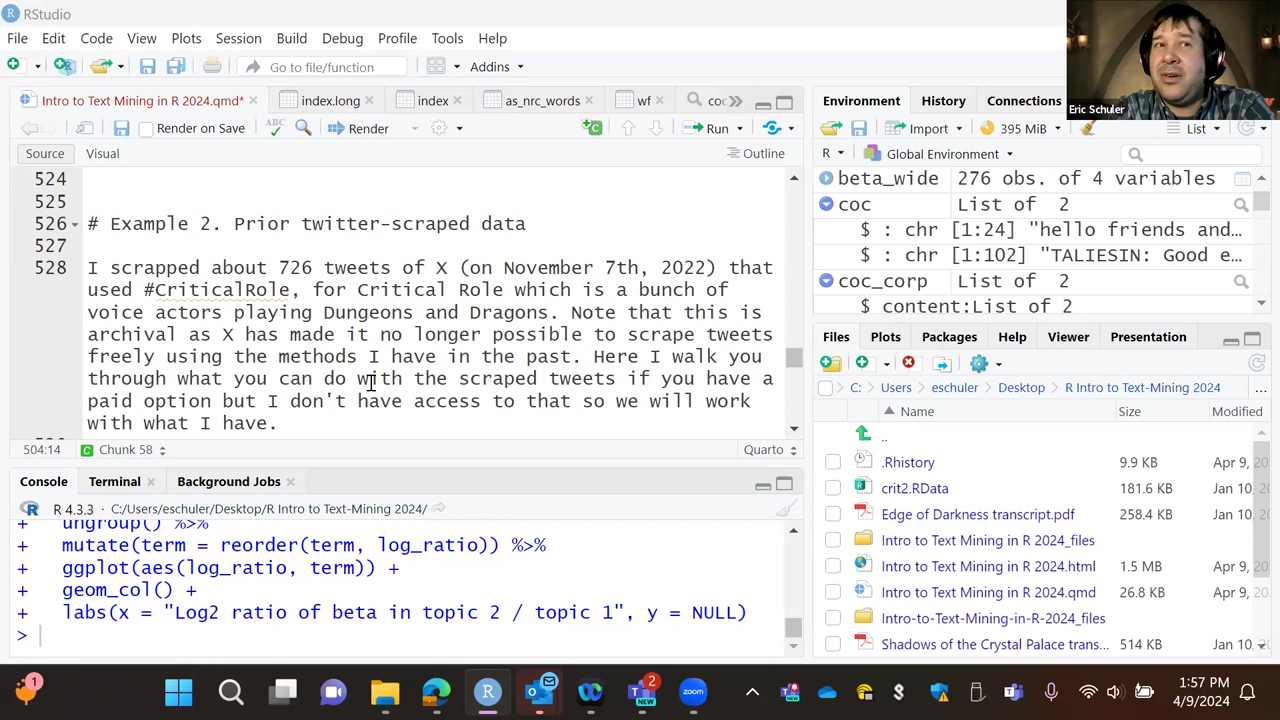 RStudio
File Edit Code View Plots Session Build Debug Profile Tools Help
Go to file/function Addins
Eric Schuler
Intro to Text Mining in R 2024.qmd* index.long index as_nrc_words wf
Render on Save ABC Render Run
Source Visual Outline
524
525
526 # Example 2. Prior twitter-scraped data
527
528 I scrapped about 726 tweets of X (on November 7th, 2022) that
used #CriticalRole, for Critical Role which is a bunch of
voice actors playing Dungeons and Dragons. Note that this is
archival as X has made it no longer possible to scrape tweets
freely using the methods I have in the past. Here I walk you
through what you can do with the scraped tweets if you have a
paid option but I don't have access to that so we will work
with what I have.
504:14 Chunk 58 Quarto
Console Terminal Background Jobs
R 4.3.3 · C:/Users/eschuler/Desktop/R Intro to Text-Mining 2024/
+ ungroup() %>%
+ mutate(term = reorder(term, log_ratio)) %>%
+ ggplot(aes(log_ratio, term)) +
+ geom_col() +
+ labs(x = "Log2 ratio of beta in topic 2 / topic 1", y = NULL)
>
Environment History Connections
Import 395 MiB List
R Global Environment
beta_wide 276 obs. of 4 variables
coc List of 2
$ : chr [1:24] "hello friends and…
$ : chr [1:102] "TALIESIN: Good e…
coc_corp List of 2
$ content:List of 2
Files Plots Packages Help Viewer Presentation
C: Users eschuler Desktop R Intro to Text-Mining 2024 ...
Name Size Modified
..
.Rhistory 9.9 KB Apr 9, 20
crit2.RData 181.6 KB Jan 10,
Edge of Darkness transcript.pdf 258.4 KB Jan 10,
Intro to Text Mining in R 2024_files
Intro to Text Mining in R 2024.html 1.5 MB Apr 9, 20
Intro to Text Mining in R 2024.qmd 26.8 KB Apr 9, 20
Intro-to-Text-Mining-in-R-2024_files
Shadows of the Crystal Palace trans... 514 KB Jan 10,
1 2 NEW NEW zoom
1:57 PM
4/9/2024